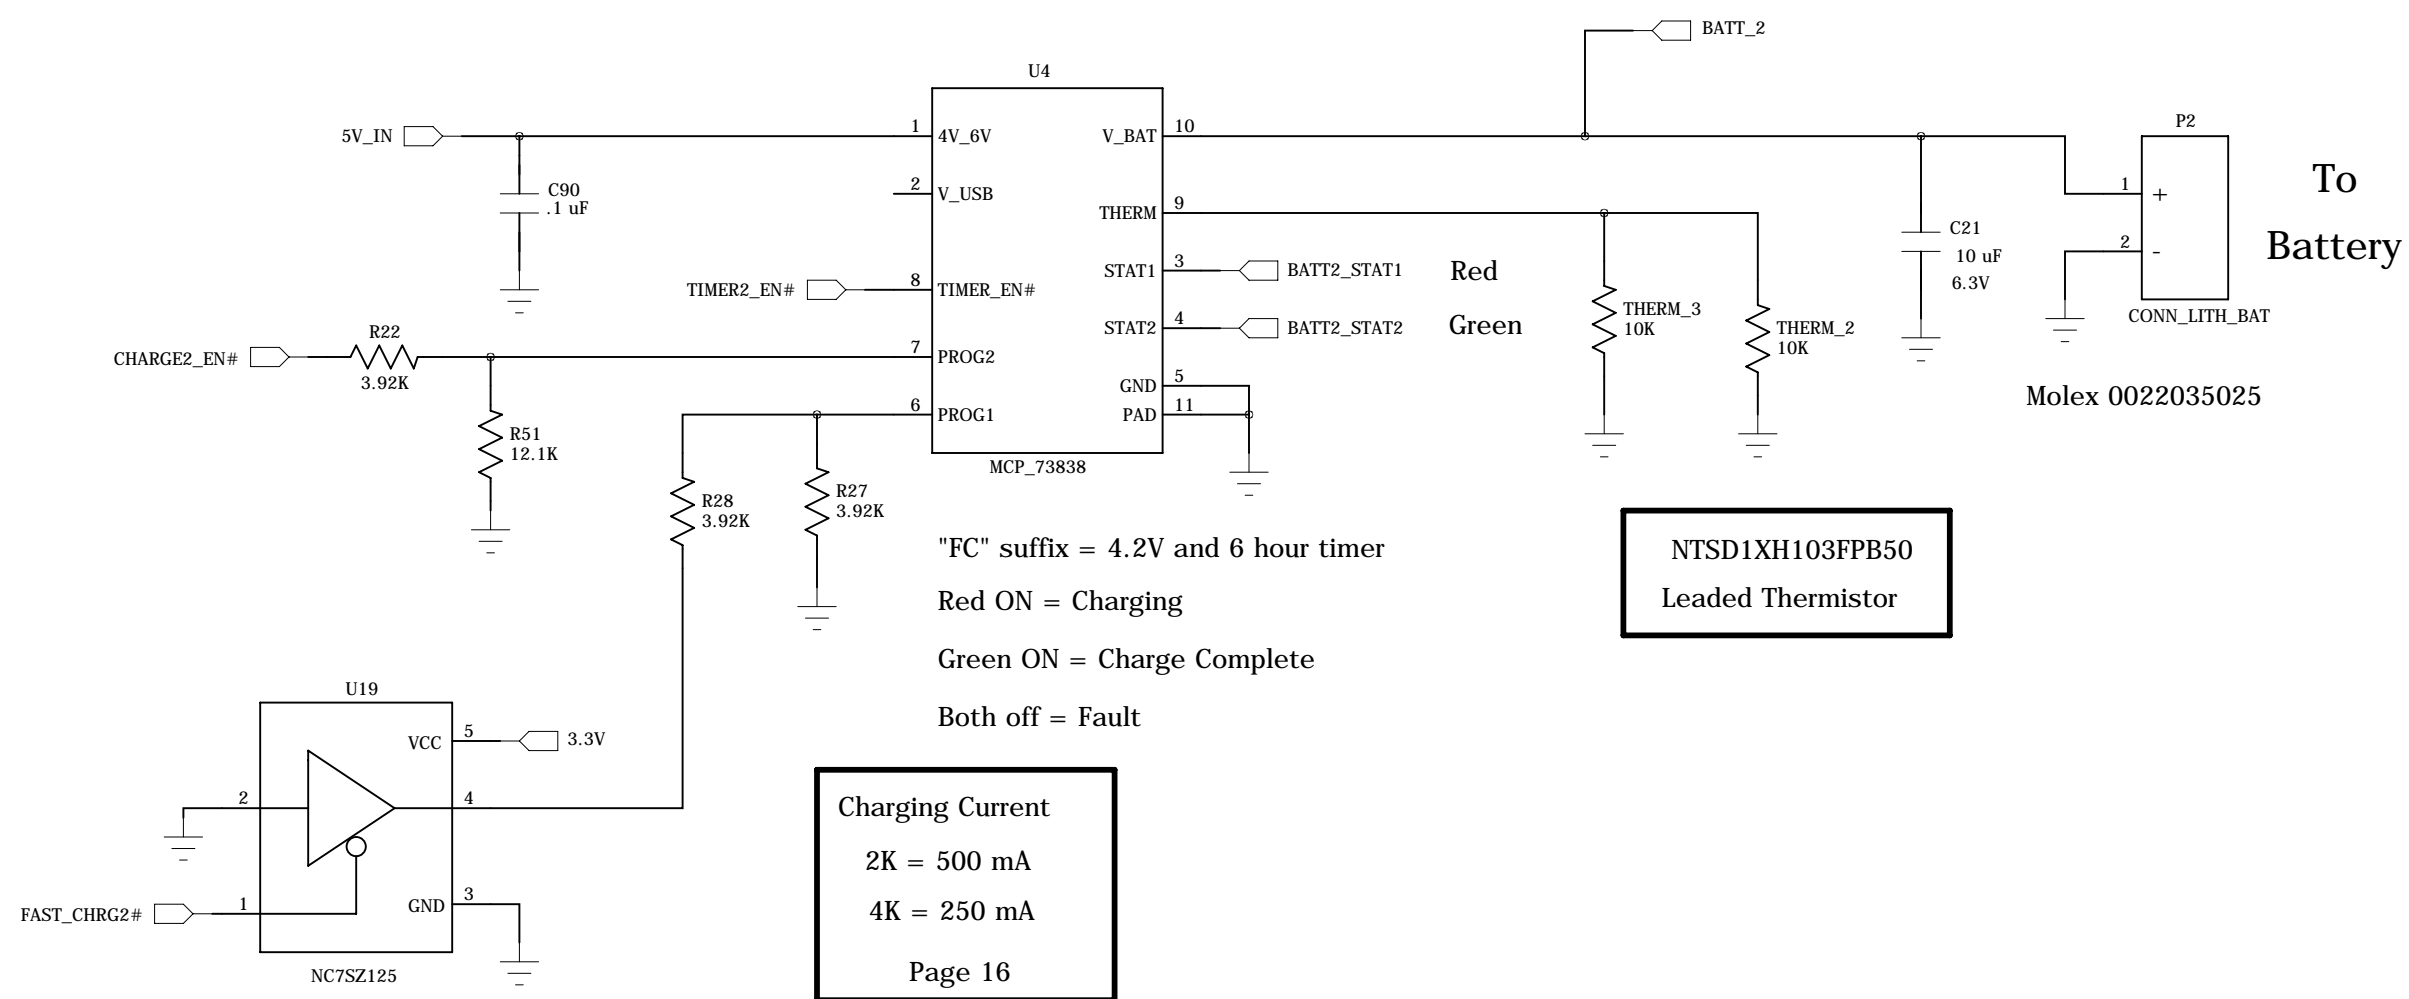 BATT_2
U4
5V_IN
1
4V_6V
V_BAT
10
P2
C90
.1 uF
2
V_USB
1
+
To
THERM
9
C21
10 uF
6.3V
2
-
Battery
STAT1
3
BATT2_STAT1
Red
TIMER2_EN#
8
TIMER_EN#
THERM_3
10K
CONN_LITH_BAT
STAT2
4
BATT2_STAT2
Green
THERM_2
10K
R22
CHARGE2_EN#
3.92K
7
PROG2
GND
5
Molex 0022035025
6
PROG1
PAD
11
R51
12.1K
MCP_73838
R28
3.92K
R27
3.92K
"FC" suffix = 4.2V and 6 hour timer
NTSD1XH103FPB50
Leaded Thermistor
Red ON = Charging
Green ON = Charge Complete
Both off = Fault
U19
VCC
5
3.3V
2
4
Charging Current
2K = 500 mA
4K = 250 mA
Page 16
FAST_CHRG2#
1
GND
3
NC7SZ125